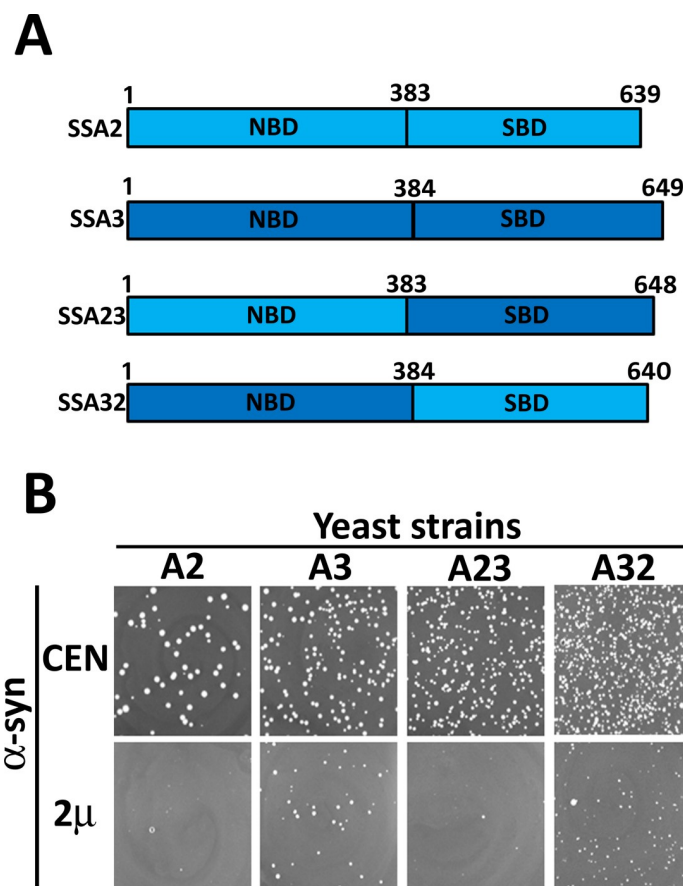 A
1 383 639
SSA2 NBD SBD
1 384 649
SSA3 NBD SBD
1 383 648
SSA23 NBD SBD
1 384 640
SSA32 NBD SBD
B
Yeast strains
A2 A3 A23 A32
α-syn
CEN
2μ